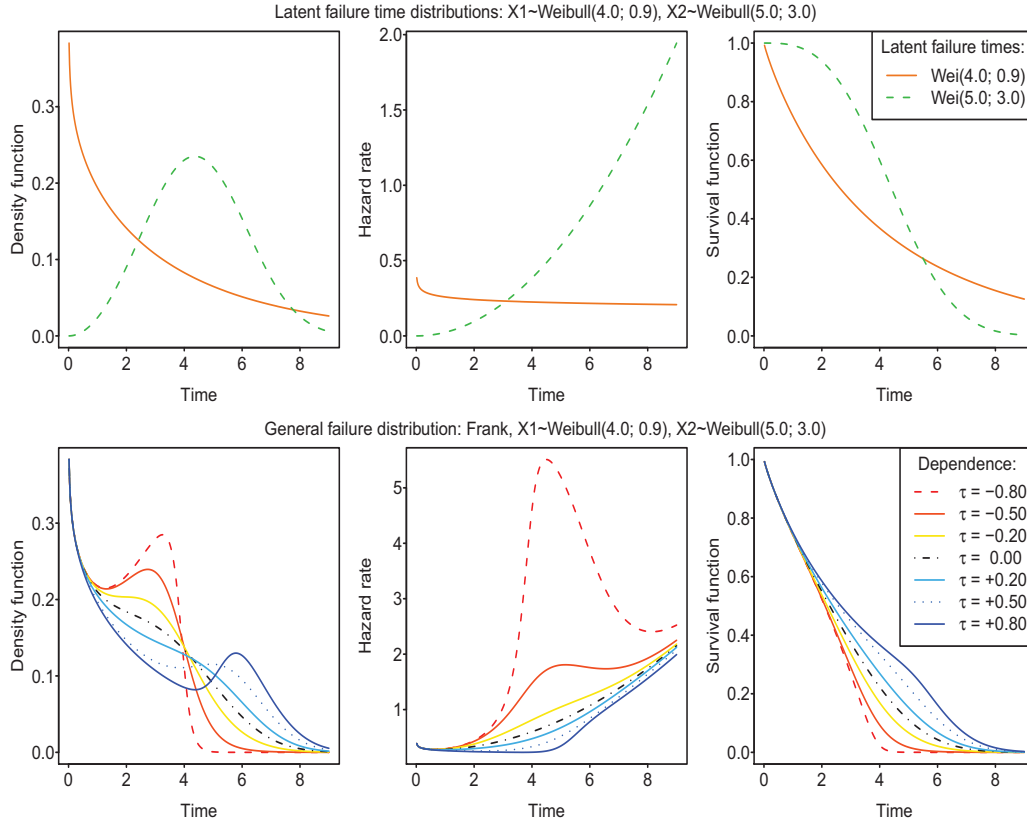 Latent failure time distributions: X1~Weibull(4.0; 0.9), X2~Weibull(5.0; 3.0)
Density function
0.0
0.1
0.2
0.3
0 2 4 6 8
Time
Hazard rate
0.0
0.5
1.0
1.5
2.0
0 2 4 6 8
Time
Survival function
0.0
0.2
0.4
0.6
0.8
1.0
0 2 4 6 8
Time
Latent failure times:
Wei(4.0; 0.9)
Wei(5.0; 3.0)
General failure distribution: Frank, X1~Weibull(4.0; 0.9), X2~Weibull(5.0; 3.0)
Density function
0.0
0.1
0.2
0.3
0 2 4 6 8
Time
Hazard rate
1
2
3
4
5
0 2 4 6 8
Time
Survival function
0.0
0.2
0.4
0.6
0.8
1.0
0 2 4 6 8
Time
Dependence:
τ = −0.80
τ = −0.50
τ = −0.20
τ = 0.00
τ = +0.20
τ = +0.50
τ = +0.80